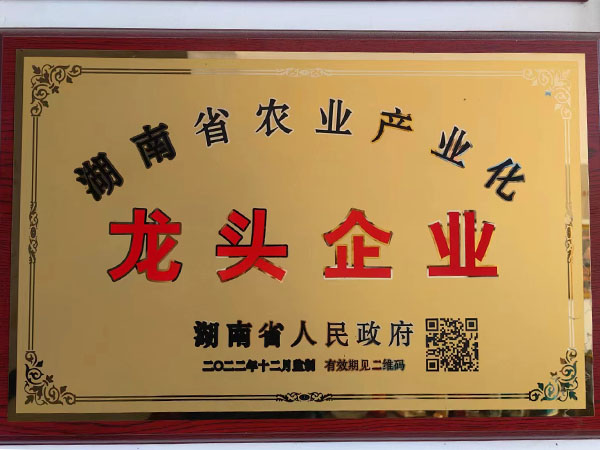 湖南省农业产业化
龙头企业
湖南省人民政府
二〇二二年十二月监制 有效期见二维码